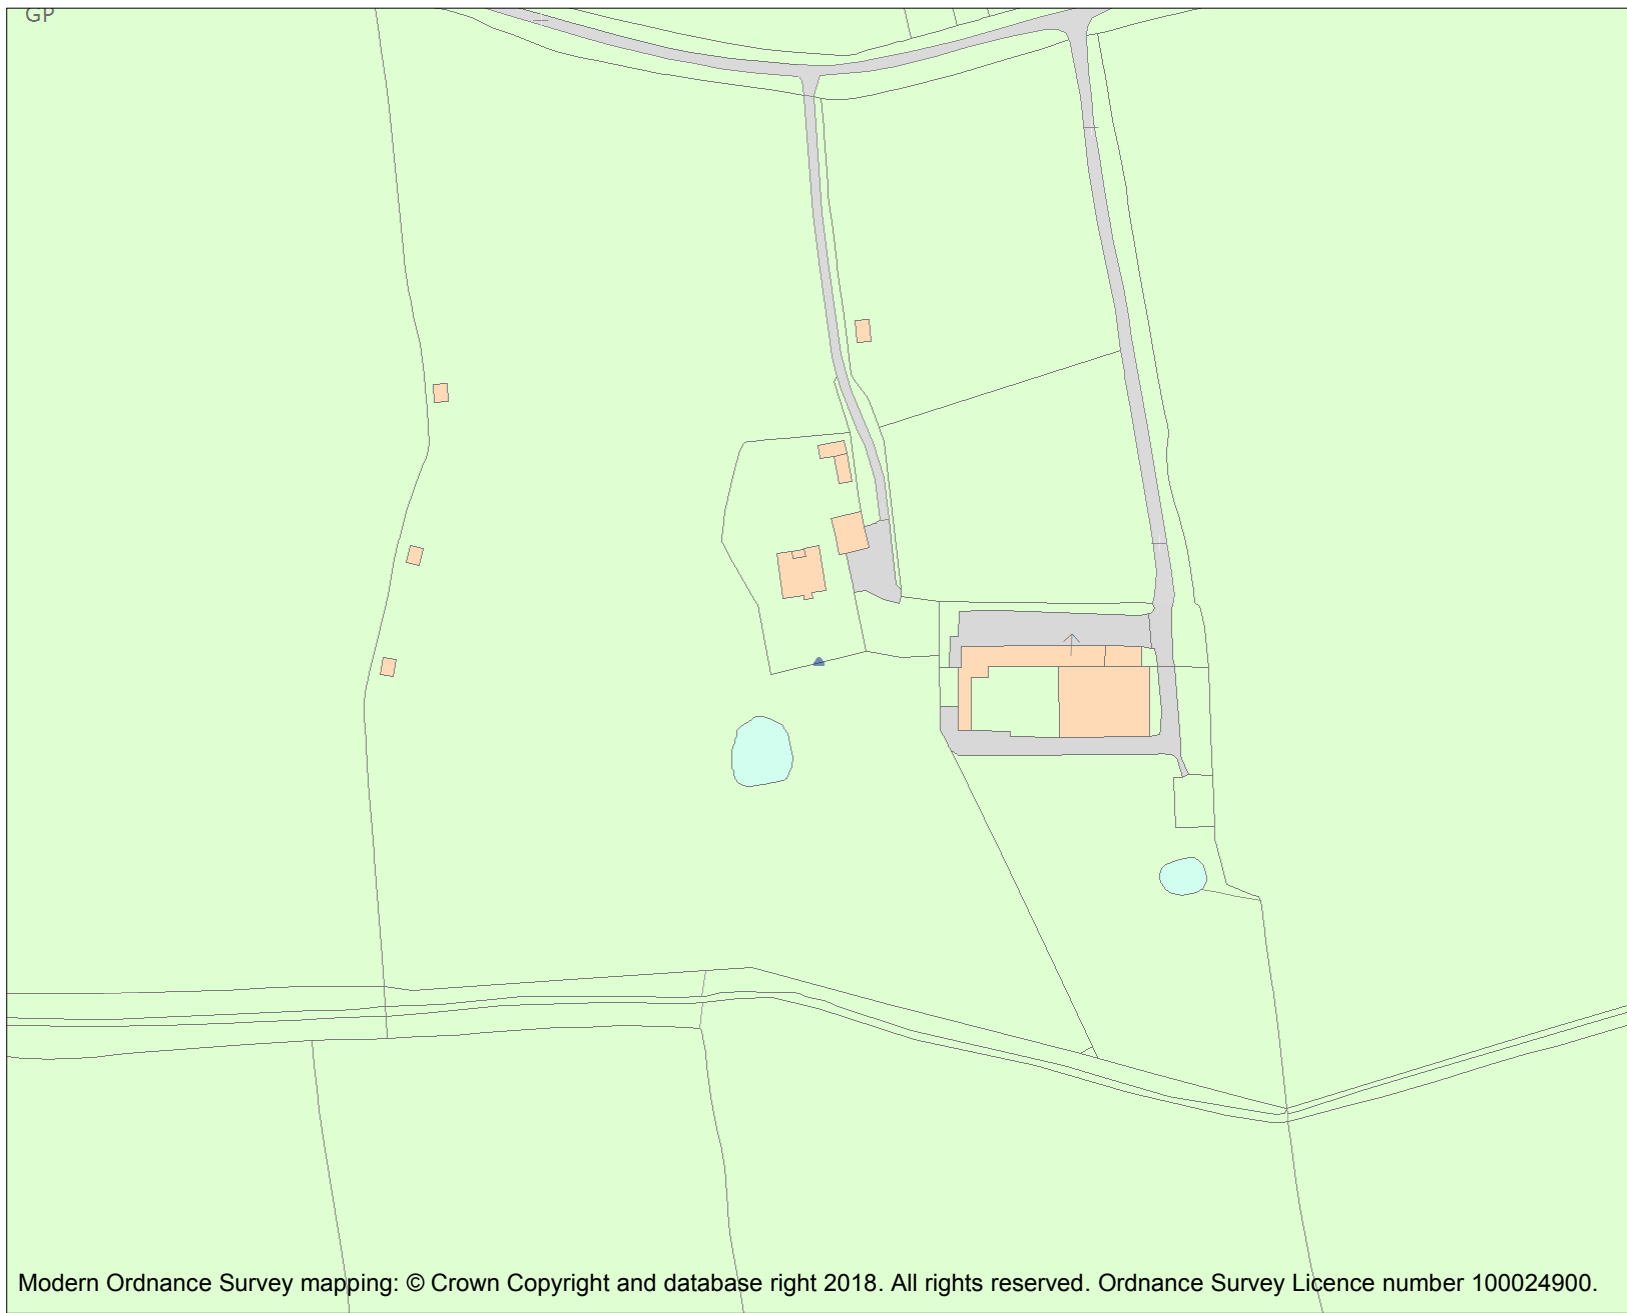 GP
Modern Ordnance Survey mapping: © Crown Copyright and database right 2018. All rights reserved. Ordnance Survey Licence number 100024900.